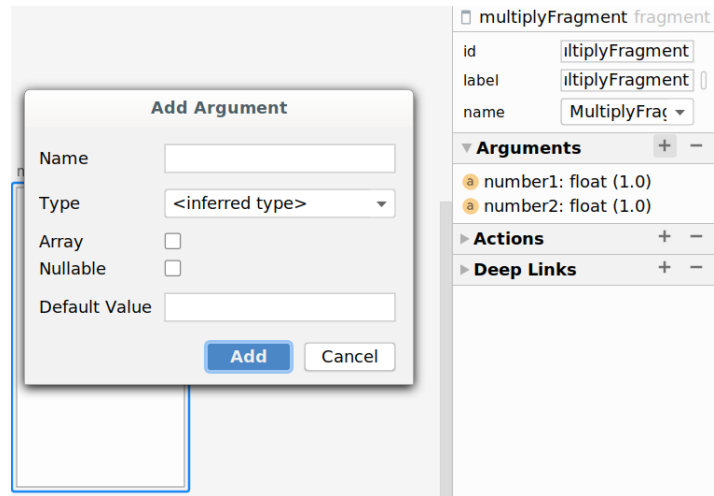 multiplyFragment fragment
id ıltiplyFragment
label ıltiplyFragment
name MultiplyFrag
Arguments + −
a number1: float (1.0)
a number2: float (1.0)
Actions + −
Deep Links + −
Add Argument
Name
Type <inferred type>
Array
Nullable
Default Value
Add Cancel